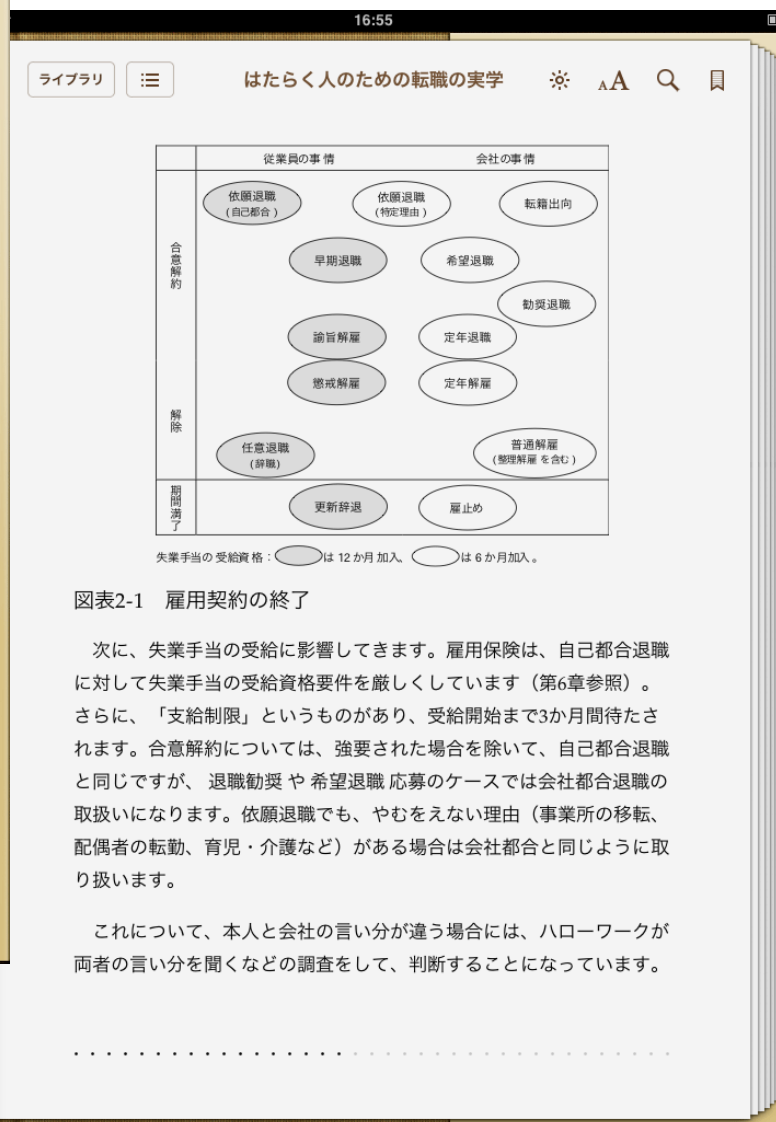 16:55
ライブラリ
はたらく人のための転職の実学
AA
従業員の事情 会社の事情
合意解約
依願退職
(自己都合)
依願退職
(特定理由)
転籍出向
早期退職
希望退職
勧奨退職
諭旨解雇
定年退職
解除
懲戒解雇
定年解雇
任意退職
(辞職)
普通解雇
(整理解雇を含む)
期間満了
更新辞退
雇止め
失業手当の受給資格：は12か月加入、は6か月加入。
図表2-1　雇用契約の終了
次に、失業手当の受給に影響してきます。雇用保険は、自己都合退職
に対して失業手当の受給資格要件を厳しくしています（第6章参照）。
さらに、「支給制限」というものがあり、受給開始まで3か月間待たさ
れます。合意解約については、強要された場合を除いて、自己都合退職
と同じですが、 退職勧奨 や 希望退職 応募のケースでは会社都合退職の
取扱いになります。依願退職でも、やむをえない理由（事業所の移転、
配偶者の転勤、育児・介護など）がある場合は会社都合と同じように取
り扱います。
これについて、本人と会社の言い分が違う場合には、ハローワークが
両者の言い分を聞くなどの調査をして、判断することになっています。